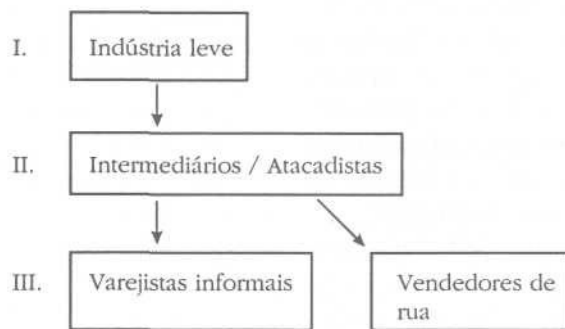 I. Indústria leve
II. Intermediários / Atacadistas
III. Varejistas informais Vendedores de
rua